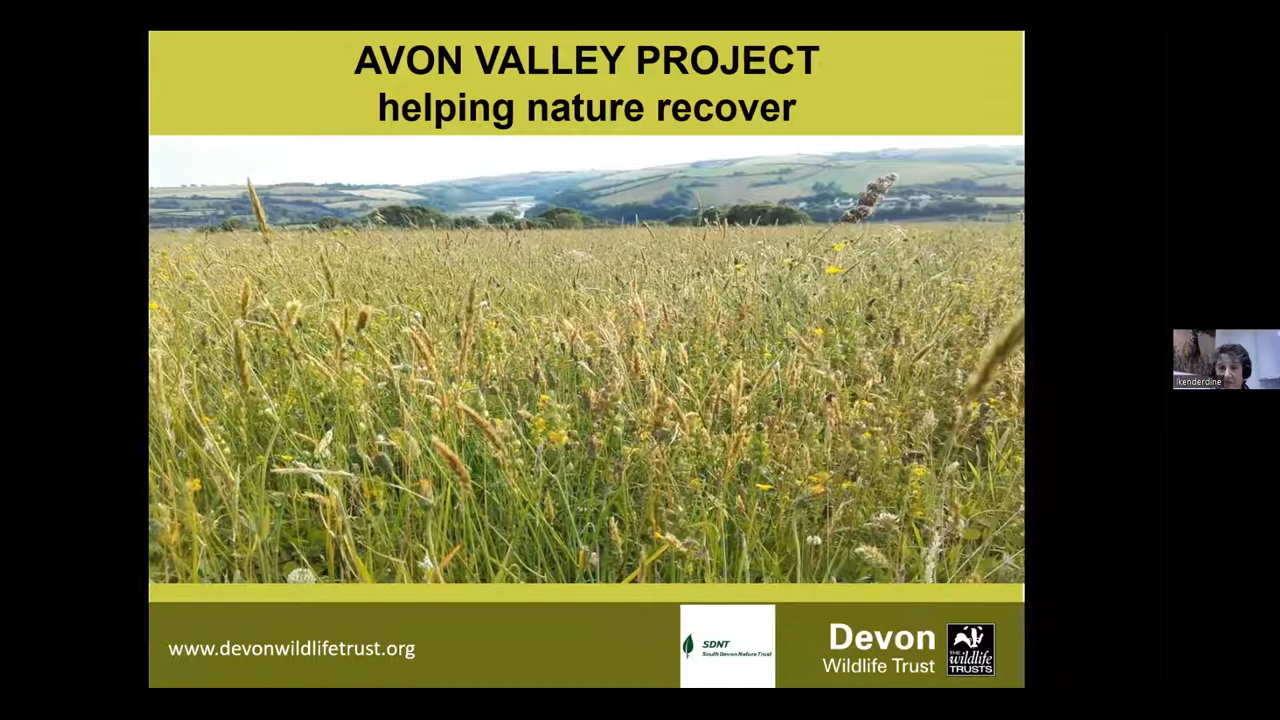 AVON VALLEY PROJECT
helping nature recover
lkenderdine
www.devonwildlifetrust.org
SDNT
South Devon Nature Trust
Devon
Wildlife Trust
THE
wildlife
TRUSTS